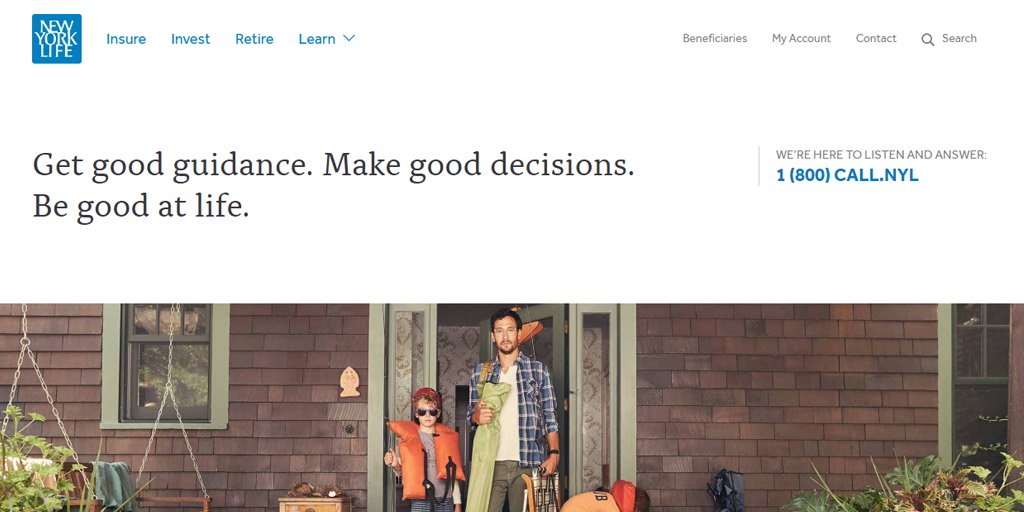 NEW
YORK
LIFE
Insure
Invest
Retire
Learn
Beneficiaries
My Account
Contact
Search
Get good guidance. Make good decisions.
Be good at life.
WE'RE HERE TO LISTEN AND ANSWER:
1 (800) CALL.NYL
B